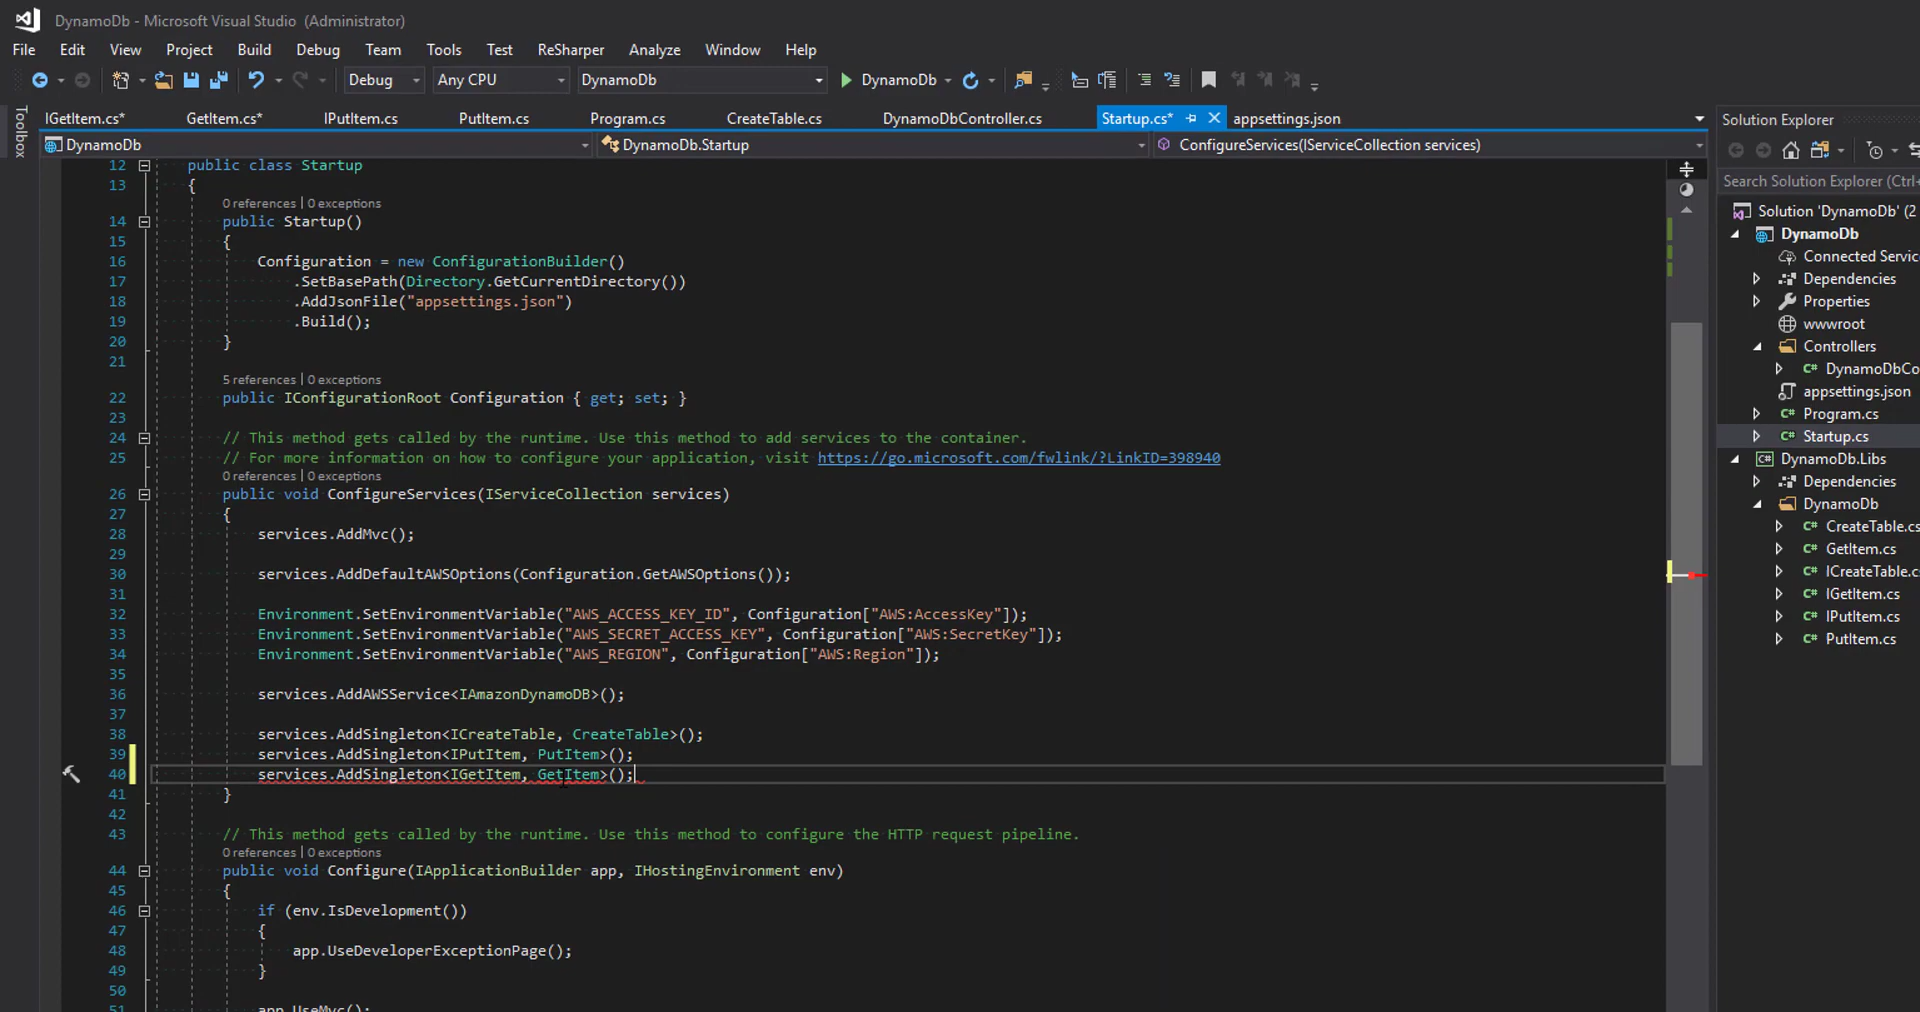 DynamoDb - Microsoft Visual Studio (Administrator)
File Edit View Project Build Debug Team Tools Test ReSharper Analyze Window Help
Debug Any CPU DynamoDb DynamoDb
Toolbox
IGetItem.cs* GetItem.cs* IPutItem.cs PutItem.cs Program.cs CreateTable.cs DynamoDbController.cs Startup.cs* appsettings.json
DynamoDb DynamoDb.Startup ConfigureServices(IServiceCollection services)
12 public class Startup
13 {
0 references | 0 exceptions
14 public Startup()
15 {
16 Configuration = new ConfigurationBuilder()
17 .SetBasePath(Directory.GetCurrentDirectory())
18 .AddJsonFile("appsettings.json")
19 .Build();
20 }
21
5 references | 0 exceptions
22 public IConfigurationRoot Configuration { get; set; }
23
24 // This method gets called by the runtime. Use this method to add services to the container.
25 // For more information on how to configure your application, visit https://go.microsoft.com/fwlink/?LinkID=398940
0 references | 0 exceptions
26 public void ConfigureServices(IServiceCollection services)
27 {
28 services.AddMvc();
29
30 services.AddDefaultAWSOptions(Configuration.GetAWSOptions());
31
32 Environment.SetEnvironmentVariable("AWS_ACCESS_KEY_ID", Configuration["AWS:AccessKey"]);
33 Environment.SetEnvironmentVariable("AWS_SECRET_ACCESS_KEY", Configuration["AWS:SecretKey"]);
34 Environment.SetEnvironmentVariable("AWS_REGION", Configuration["AWS:Region"]);
35
36 services.AddAWSService<IAmazonDynamoDB>();
37
38 services.AddSingleton<ICreateTable, CreateTable>();
39 services.AddSingleton<IPutItem, PutItem>();
40 services.AddSingleton<IGetItem, GetItem>();
41 }
42
43 // This method gets called by the runtime. Use this method to configure the HTTP request pipeline.
0 references | 0 exceptions
44 public void Configure(IApplicationBuilder app, IHostingEnvironment env)
45 {
46 if (env.IsDevelopment())
47 {
48 app.UseDeveloperExceptionPage();
49 }
50
51 app.UseMvc();
Solution Explorer
Search Solution Explorer (Ctrl+
Solution 'DynamoDb' (2
DynamoDb
Connected Servic
Dependencies
Properties
wwwroot
Controllers
DynamoDbCo
appsettings.json
Program.cs
Startup.cs
DynamoDb.Libs
Dependencies
DynamoDb
CreateTable.cs
GetItem.cs
ICreateTable.cs
IGetItem.cs
IPutItem.cs
PutItem.cs